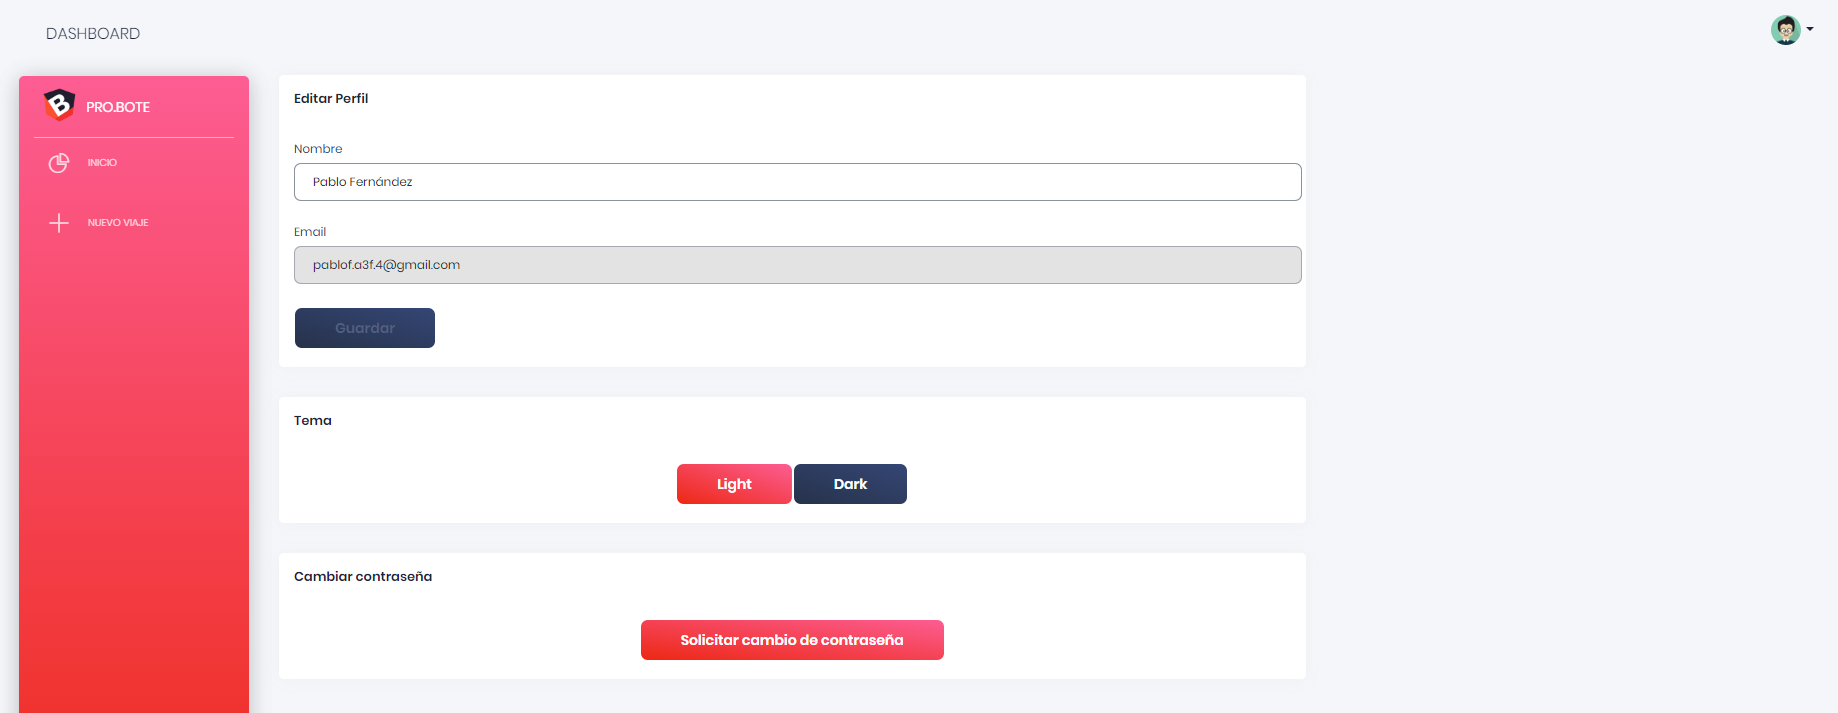 DASHBOARD
B
PRO.BOTE
INICIO
NUEVO VIAJE
Editar Perfil
Nombre
Pablo Fernández
Email
pablof.a3f.4@gmail.com
Guardar
Tema
Light
Dark
Cambiar contraseña
Solicitar cambio de contraseña